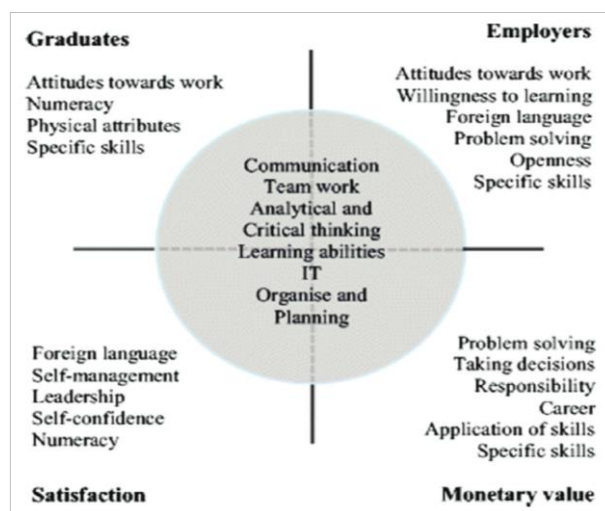 Graduates
Attitudes towards work
Numeracy
Physical attributes
Specific skills
Employers
Attitudes towards work
Willingness to learning
Foreign language
Problem solving
Openness
Specific skills
Communication
Team work
Analytical and
Critical thinking
Learning abilities
IT
Organise and
Planning
Foreign language
Self-management
Leadership
Self-confidence
Numeracy
Satisfaction
Problem solving
Taking decisions
Responsibility
Career
Application of skills
Specific skills
Monetary value